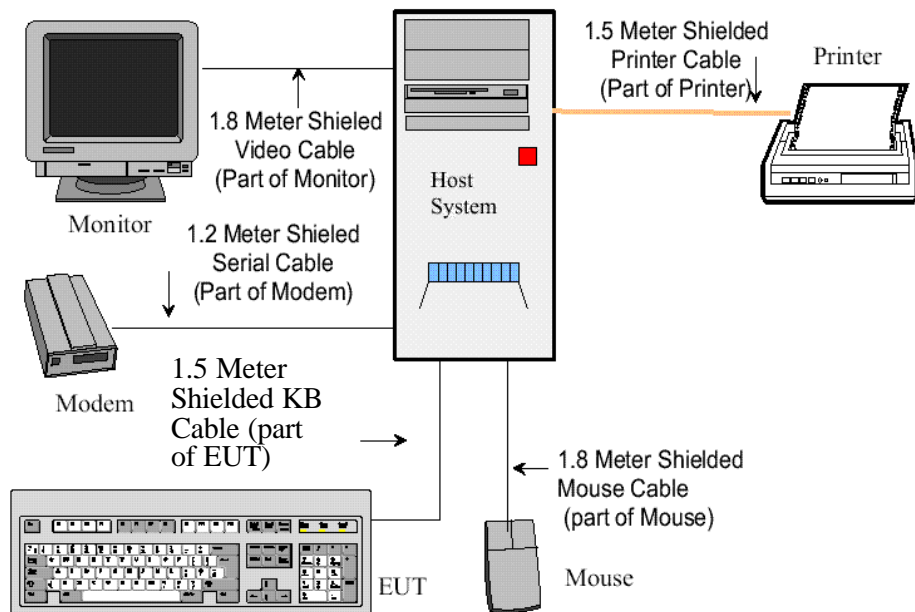 1.5 Meter Shielded
Printer Cable
(Part of Printer)
Printer
1.8 Meter Shieled
Video Cable
(Part of Monitor)
Host
System
Monitor
1.2 Meter Shieled
Serial Cable
(Part of Modem)
Modem
1.5 Meter
Shielded KB
Cable (part
of EUT)
1.8 Meter Shielded
Mouse Cable
(part of Mouse)
EUT
Mouse